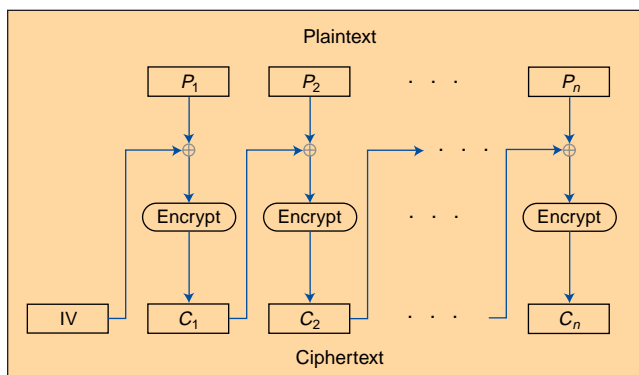 Plaintext
P1 P2 . . . Pn
. . .
Encrypt Encrypt . . . Encrypt
IV C1 C2 . . . Cn
Ciphertext